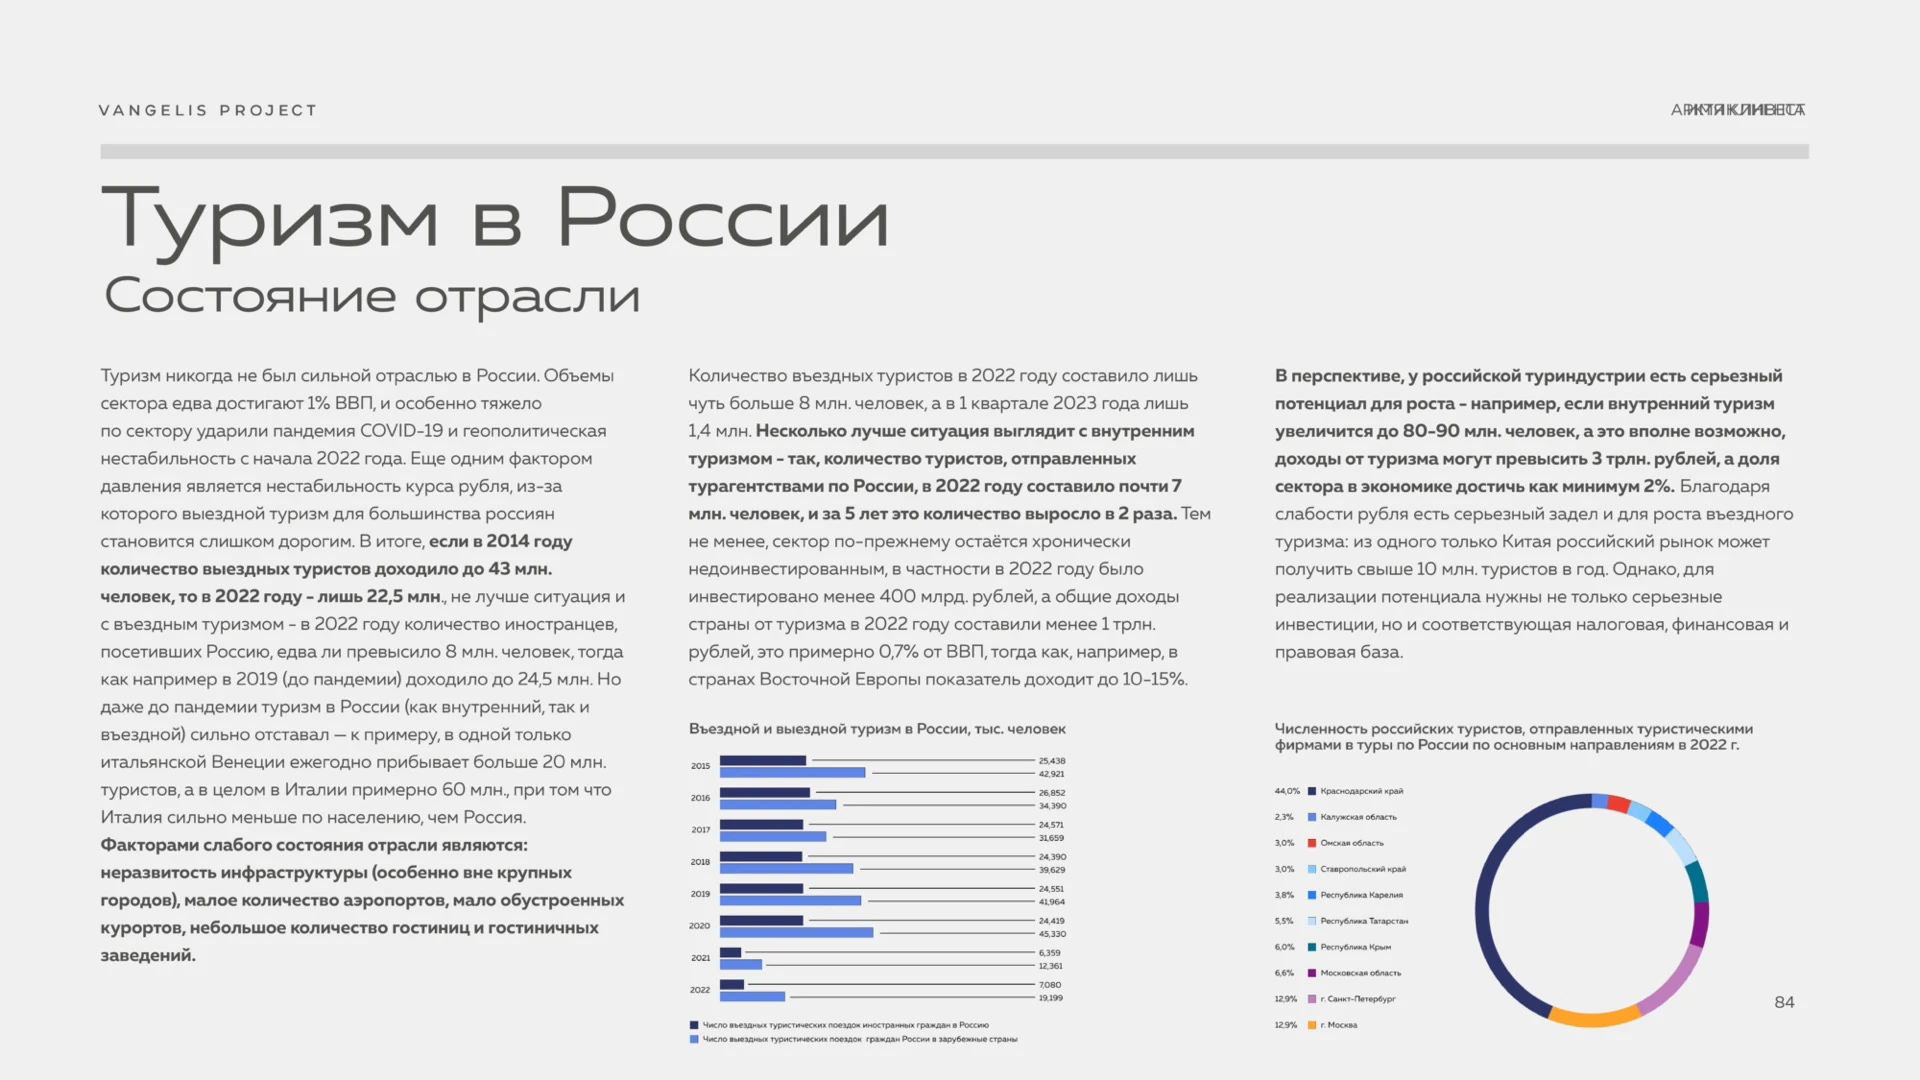 VANGELIS PROJECT
Туризм в России
Состояние отрасли
Туризм никогда не был сильной отраслью в России. Объемы
сектора едва достигают 1% ВВП, и особенно тяжело
по сектору ударили пандемия COVID-19 и геополитическая
нестабильность с начала 2022 года. Еще одним фактором
давления является нестабильность курса рубля, из-за
которого выездной туризм для большинства россиян
становится слишком дорогим. В итоге, если в 2014 году
количество выездных туристов доходило до 43 млн.
человек, то в 2022 году - лишь 22,5 млн., не лучше ситуация и
с въездным туризмом - в 2022 году количество иностранцев,
посетивших Россию, едва ли превысило 8 млн. человек, тогда
как например в 2019 (до пандемии) доходило до 24,5 млн. Но
даже до пандемии туризм в России (как внутренний, так и
въездной) сильно отставал — к примеру, в одной только
итальянской Венеции ежегодно прибывает больше 20 млн.
туристов, а в целом в Италии примерно 60 млн., при том что
Италия сильно меньше по населению, чем Россия.
Факторами слабого состояния отрасли являются:
неразвитость инфраструктуры (особенно вне крупных
городов), малое количество аэропортов, мало обустроенных
курортов, небольшое количество гостиниц и гостиничных
заведений.
Количество въездных туристов в 2022 году составило лишь
чуть больше 8 млн. человек, а в 1 квартале 2023 года лишь
1,4 млн. Несколько лучше ситуация выглядит с внутренним
туризмом - так, количество туристов, отправленных
турагентствами по России, в 2022 году составило почти 7
млн. человек, и за 5 лет это количество выросло в 2 раза. Тем
не менее, сектор по-прежнему остаётся хронически
недоинвестированным, в частности в 2022 году было
инвестировано менее 400 млрд. рублей, а общие доходы
страны от туризма в 2022 году составили менее 1 трлн.
рублей, это примерно 0,7% от ВВП, тогда как, например, в
странах Восточной Европы показатель доходит до 10-15%.
Въездной и выездной туризм в России, тыс. человек
2015 25,438
42,921
2016 26,852
34,390
2017 24,571
31,659
2018 24,390
39,629
2019 24,551
41,964
2020 24,419
45,330
2021 6,359
12,361
2022 7,080
19,199
Число въездных туристических поездок иностранных граждан в Россию
Число выездных туристических поездок граждан России в зарубежные страны
В перспективе, у российской туриндустрии есть серьезный
потенциал для роста - например, если внутренний туризм
увеличится до 80-90 млн. человек, а это вполне возможно,
доходы от туризма могут превысить 3 трлн. рублей, а доля
сектора в экономике достичь как минимум 2%. Благодаря
слабости рубля есть серьезный задел и для роста въездного
туризма: из одного только Китая российский рынок может
получить свыше 10 млн. туристов в год. Однако, для
реализации потенциала нужны не только серьезные
инвестиции, но и соответствующая налоговая, финансовая и
правовая база.
Численность российских туристов, отправленных туристическими
фирмами в туры по России по основным направлениям в 2022 г.
44,0% Краснодарский край
2,3% Калужская область
3,0% Омская область
3,0% Ставропольский край
3,8% Республика Карелия
5,5% Республика Татарстан
6,0% Республика Крым
6,6% Московская область
12,9% г. Санкт-Петербург
12,9% г. Москва
84